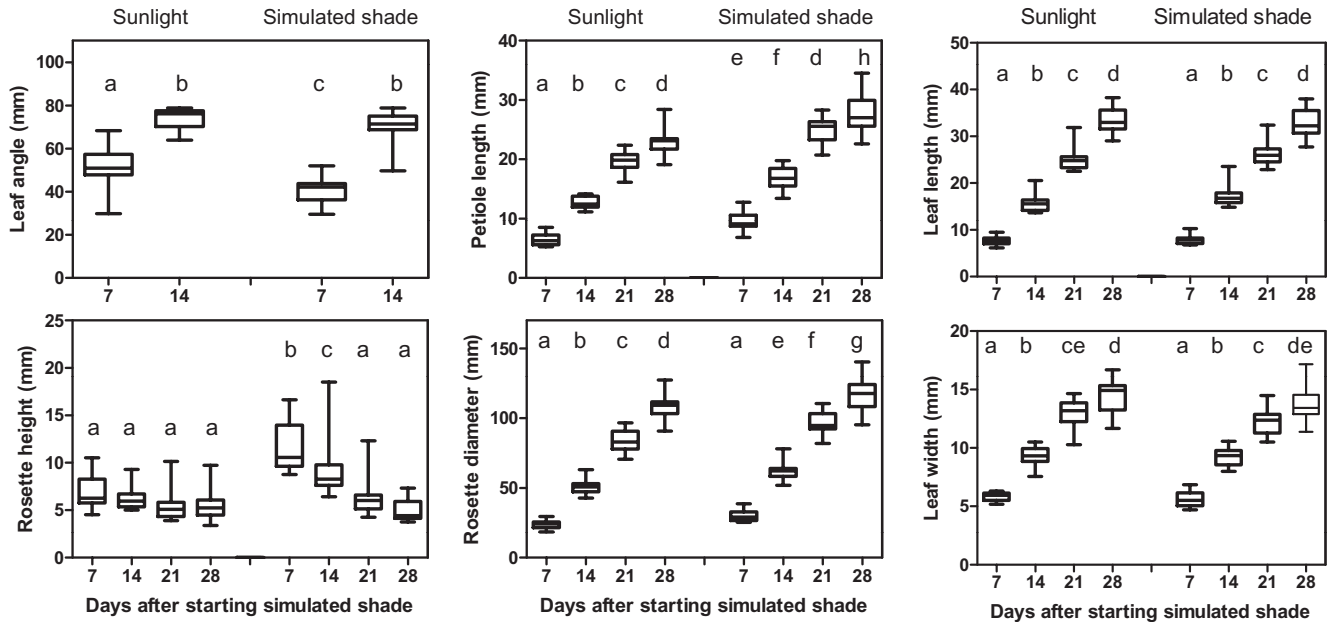 Sunlight Simulated shade
Leaf angle (mm)
100
80
60
40
20
0
a b c b
7 14 7 14
Sunlight Simulated shade
Petiole length (mm)
40
30
20
10
0
a b c d e f d h
7 14 21 28 7 14 21 28
Sunlight Simulated shade
Leaf length (mm)
50
40
30
20
10
0
a b c d a b c d
7 14 21 28 7 14 21 28
Rosette height (mm)
25
20
15
10
5
0
a a a a b c a a
7 14 21 28 7 14 21 28
Days after starting simulated shade
Rosette diameter (mm)
150
100
50
0
a b c d a e f g
7 14 21 28 7 14 21 28
Days after starting simulated shade
Leaf width (mm)
20
15
10
5
0
a b ce d a b c de
7 14 21 28 7 14 21 28
Days after starting simulated shade